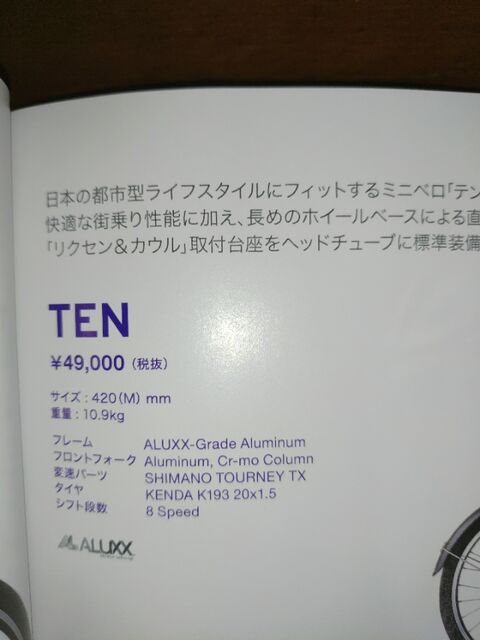 日本の都市型ライフスタイルにフィットするミニベロ「テン
快適な街乗り性能に加え、長めのホイールベースによる直
「リクセン&カウル」取付台座をヘッドチューブに標準装備
TEN
¥49,000（税抜）
サイズ : 420(M) mm
重量 : 10.9kg
フレーム ALUXX-Grade Aluminum
フロントフォーク Aluminum, Cr-mo Column
変速パーツ SHIMANO TOURNEY TX
タイヤ KENDA K193 20x1.5
シフト段数 8 Speed
ALUXX